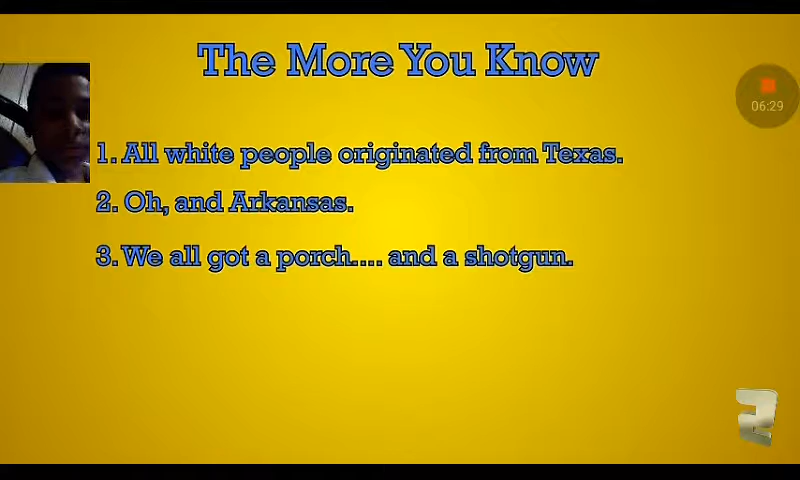 The More You Know
06:29
1. All white people originated from Texas.
2. Oh, and Arkansas.
3. We all got a porch.... and a shotgun.
2